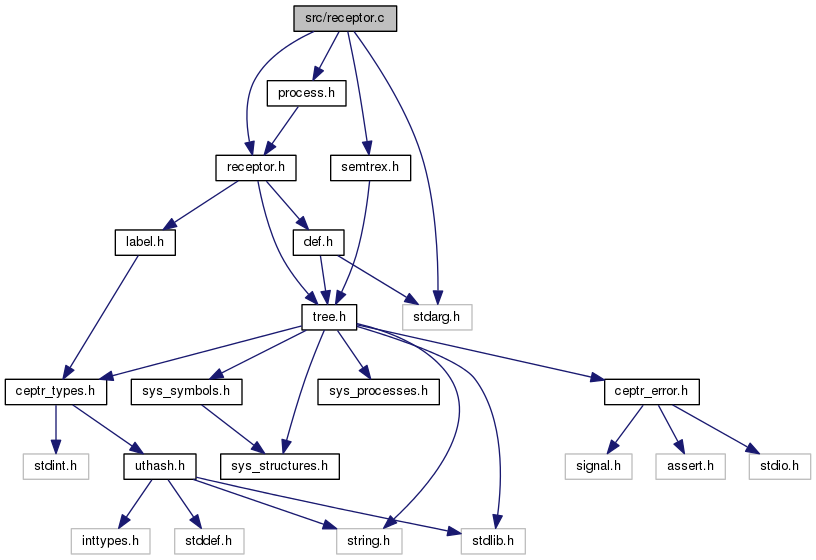 src/receptor.c
process.h
receptor.h
semtrex.h
label.h
def.h
tree.h
stdarg.h
ceptr_types.h
sys_symbols.h
sys_processes.h
ceptr_error.h
stdint.h
uthash.h
sys_structures.h
signal.h
assert.h
stdio.h
inttypes.h
stddef.h
string.h
stdlib.h